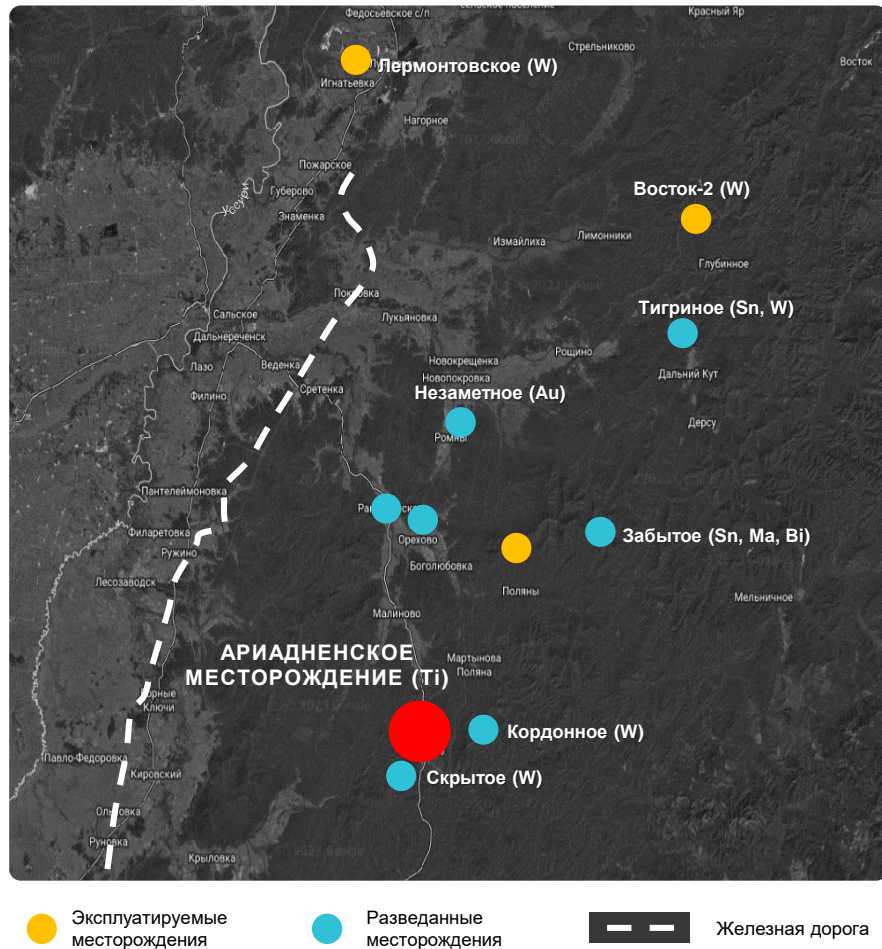 Федосьевское с/п
Красный Яр
Стрельниково
Восток
Лермонтовское (W)
Игнатьевка
Нагорное
Пожарское
Губерово
Уссури
Знаменка
Восток-2 (W)
Измайлиха
Лимонники
Глубинное
Покровка
Тигриное (Sn, W)
Сальское
Лукьяновка
Дальнереченск
Рощино
Лазо
Веденка
Новокрещенка
Дальний Кут
Новопокровка
Филино
Сретенка
Незаметное (Au)
Дерсу
Ромны
Пантелеймоновка
Филаретовка
Орехово
Забытое (Sn, Ma, Bi)
Ружино
Боголюбовка
Лесозаводск
Поляны
Мельничное
Малиново
АРИАДНЕНСКОЕ
МЕСТОРОЖДЕНИЕ (Ti)
Мартынова
Поляна
Горные
Ключи
Кордонное (W)
Павло-Федоровка
Кировский
Скрытое (W)
Руновка
Крыловка
Эксплуатируемые
месторождения
Разведанные
месторождения
Железная дорога